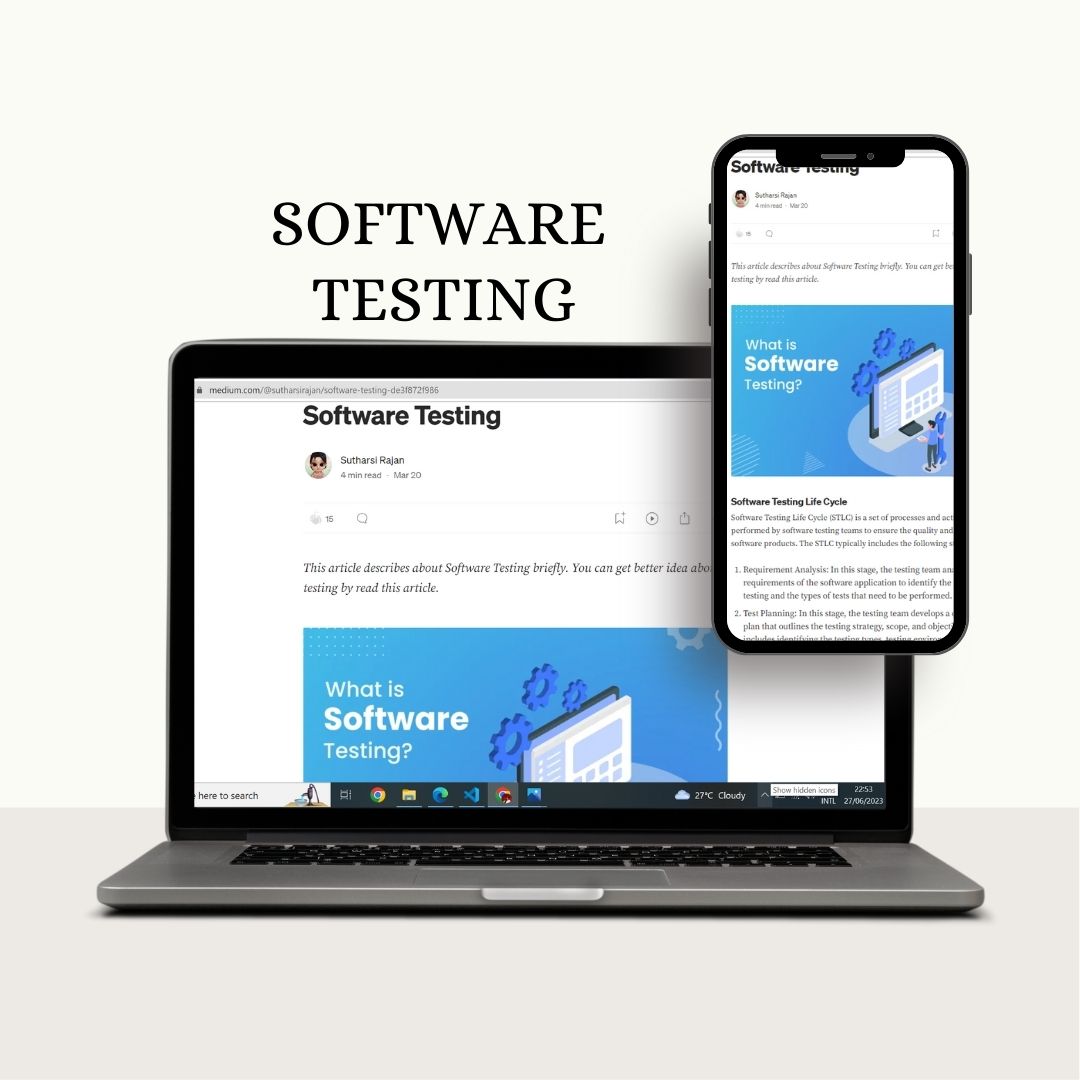 SOFTWARE
TESTING
medium.com/@sutharsirajan/software-testing-de3f872f986
Software Testing
Sutharsi Rajan
4 min read · Mar 20
15
This article describes about Software Testing briefly. You can get better idea
testing by read this article.
What is
Software
Testing?
here to search
27°C Cloudy
Show hidden icons
INTL
22:53
27/06/2023
Software Testing
Sutharsi Rajan
4 min read · Mar 20
15
This article describes about Software Testing briefly. You can get
testing by read this article.
What is
Software
Testing?
Software Testing Life Cycle
Software Testing Life Cycle (STLC) is a set of processes and
performed by software testing teams to ensure the quality and
software products. The STLC typically includes the following
1. Requirement Analysis: In this stage, the testing team
requirements of the software application to identify the
testing and the types of tests that need to be performed.
2. Test Planning: In this stage, the testing team develops a
plan that outlines the testing strategy, scope, and
includes identifying the testing types, testing